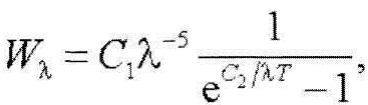 W_λ = C_1 λ^{-5} \frac{1}{e^{C_2/λT} - 1},